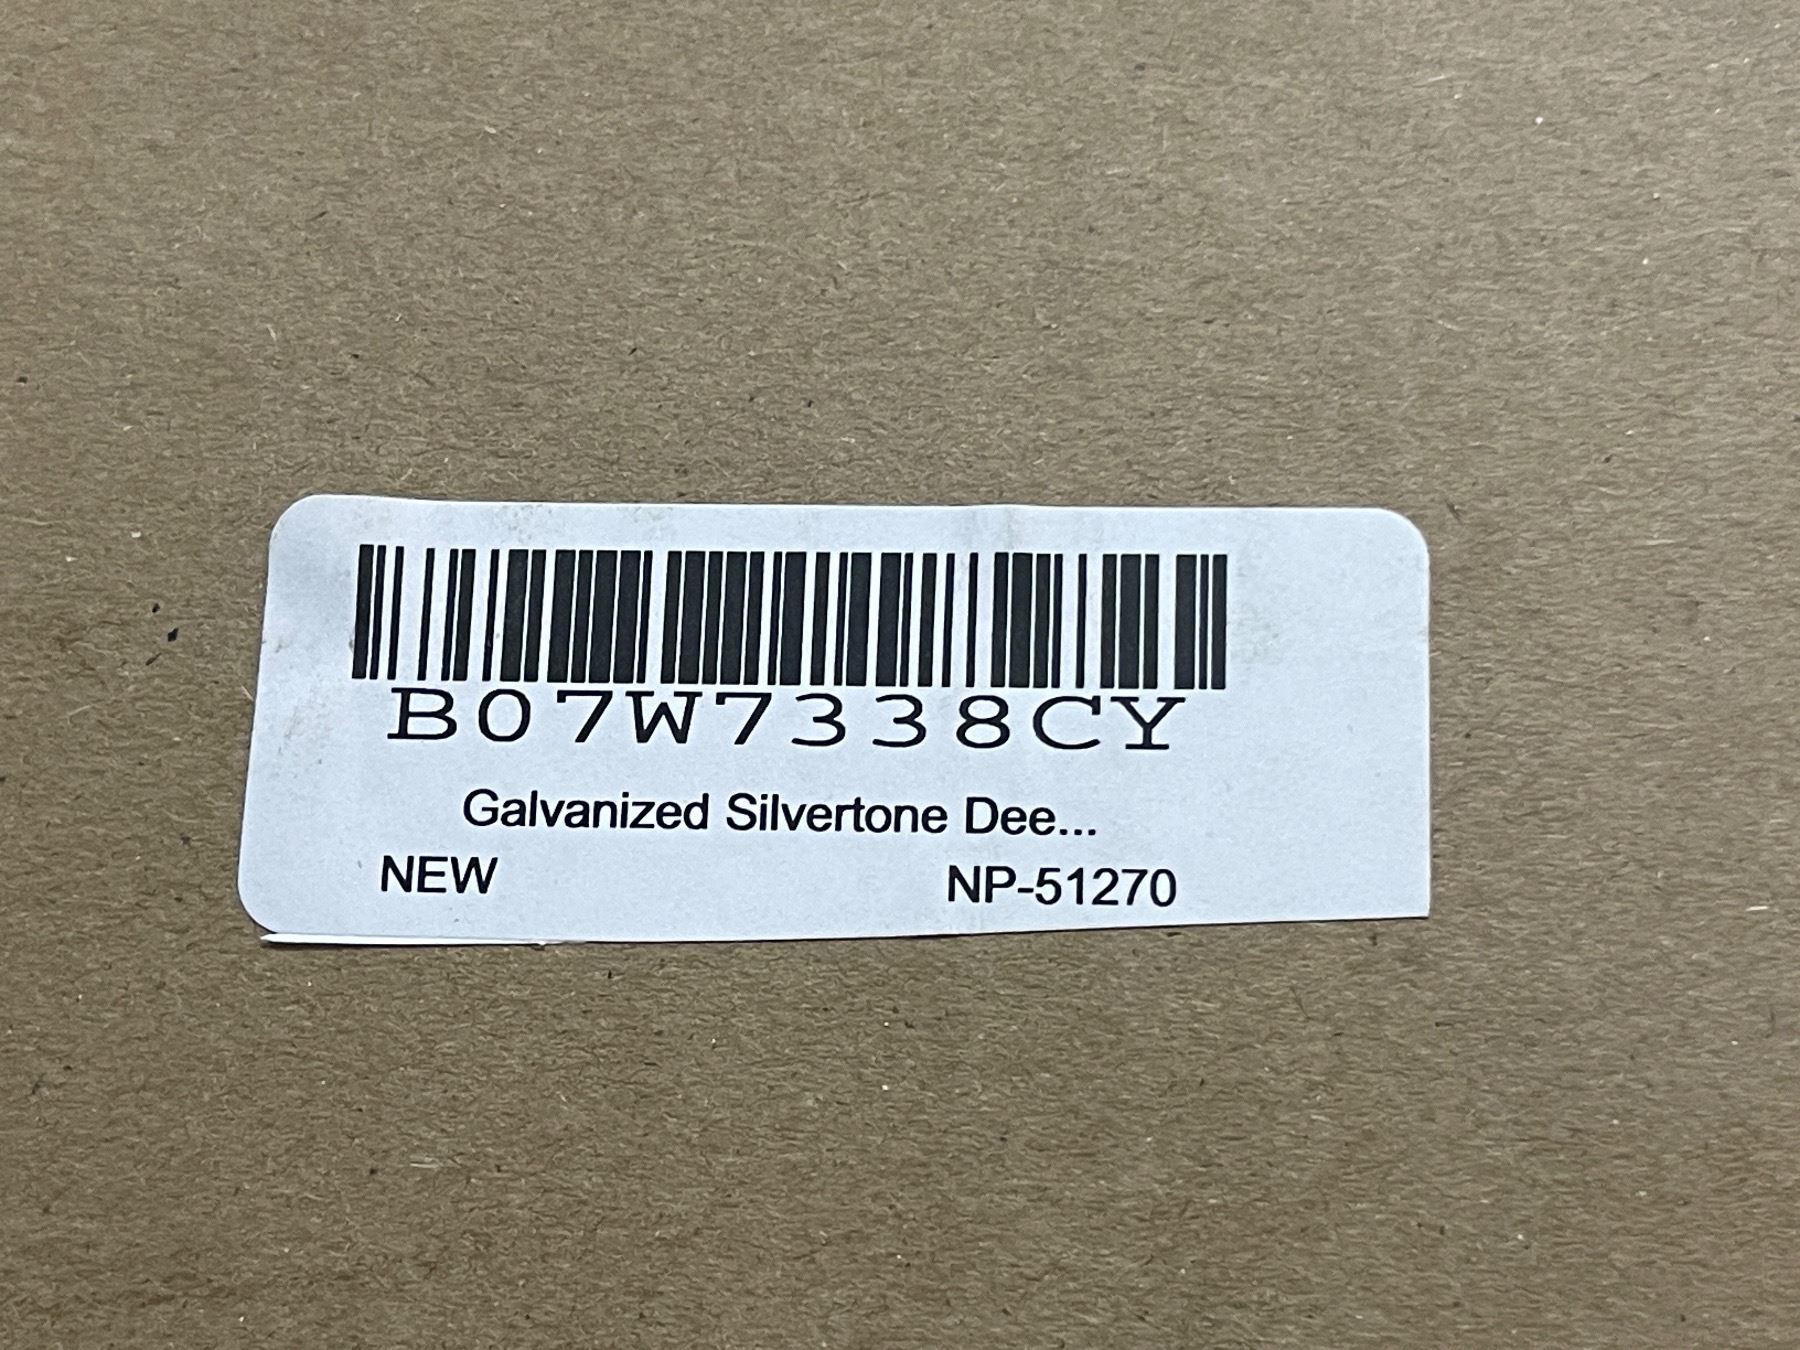 B07W7338CY
Galvanized Silvertone Dee...
NEW NP-51270